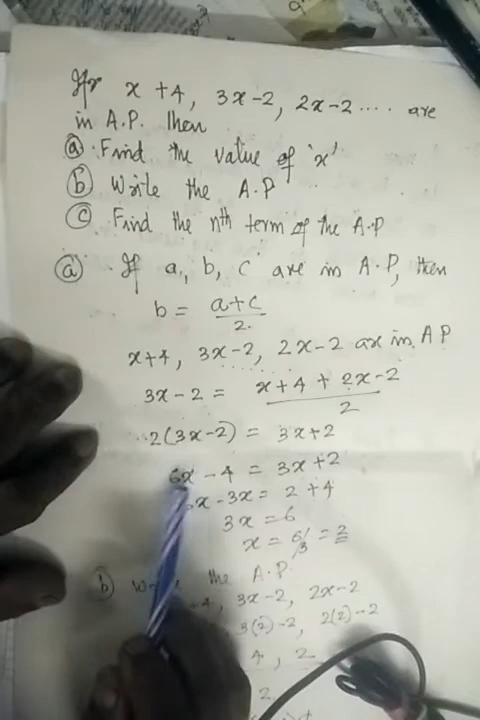 If x+4, 3x-2, 2x-2 .... are
in A.P. then
ⓐ Find the value of 'x'
ⓑ Write the A.P
ⓒ Find the nth term of the A.P
ⓐ If a, b, c are in A.P, then
b = a+c/2
x+4, 3x-2, 2x-2 are in AP
3x-2 = x+4+2x-2/2
2(3x-2) = 3x+2
6x-4 = 3x+2
x-3x = 2+4
3x = 6
x = 6/3 = 2
b) the A.P.
4, 3x-2, 2x-2
3(2)-2, 2(2)-2
4, 2
2